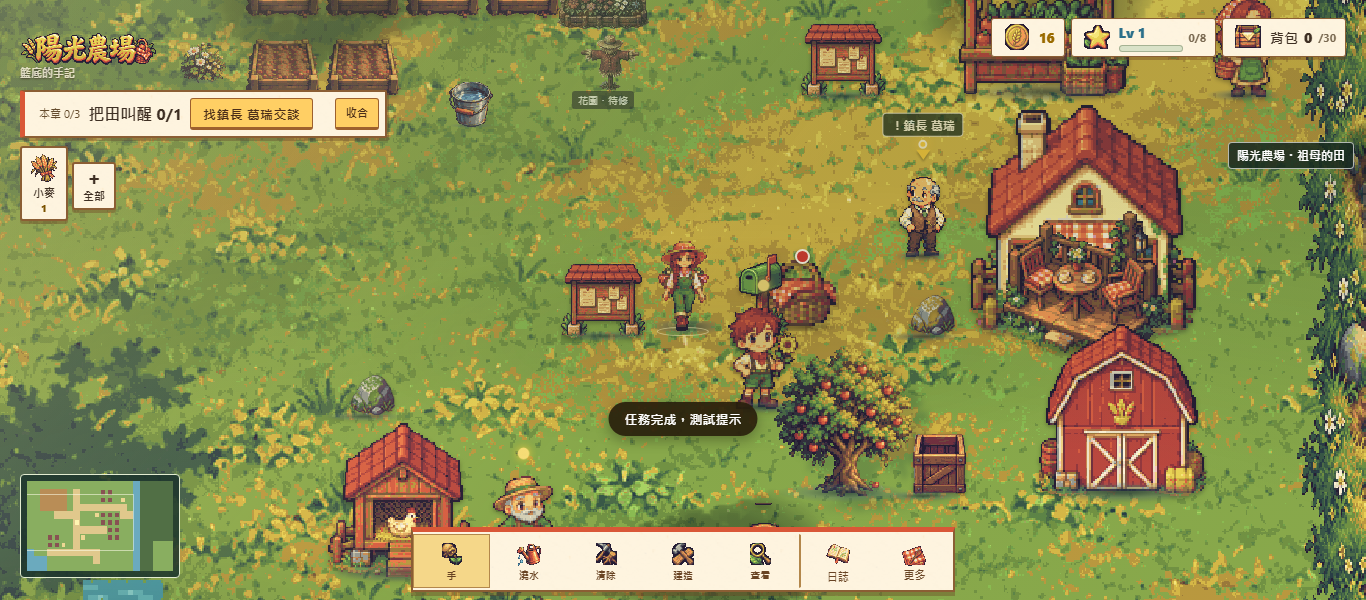 陽光農場
籃底的手記
本章 0/3 把田叫醒 0/1 找鎮長 葛瑞交談 收合
小麥
1
+
全部
16
Lv 1
0/8
背包 0 /30
花圃·待修
! 鎮長 葛瑞
陽光農場·祖母的田
任務完成,測試提示
手
澆水
清除
建造
查看
日誌
更多